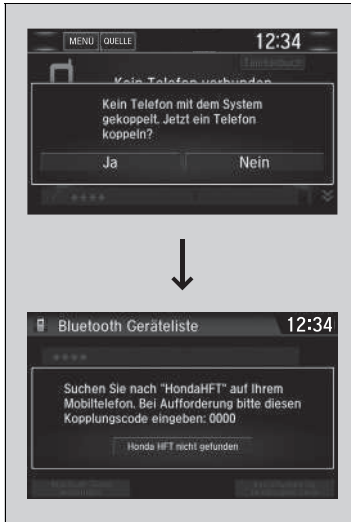 MENÜ QUELLE 12:34
Kein Telefon verbunden
Kein Telefon mit dem System
gekoppelt. Jetzt ein Telefon
koppeln?
Ja Nein
Bluetooth Geräteliste 12:34
Suchen Sie nach "HondaHFT" auf Ihrem
Mobiltelefon. Bei Aufforderung bitte diesen
Kopplungscode eingeben: 0000
Honda HFT nicht gefunden